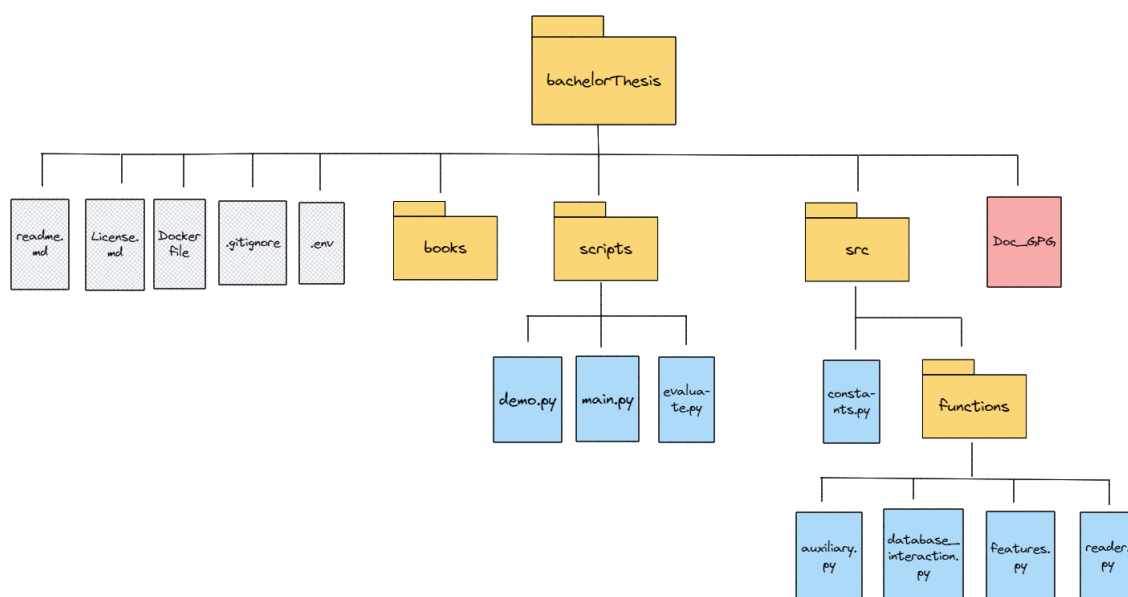 bachelorThesis
readme.
md
License.
md
Docker
file
.gitignore
.env
books
scripts
src
Doc_GPG
demo.py
main.py
evalua-
te.py
consta-
nts.py
functions
auxiliary.
py
database_
interaction.
py
features.
py
reader.
py